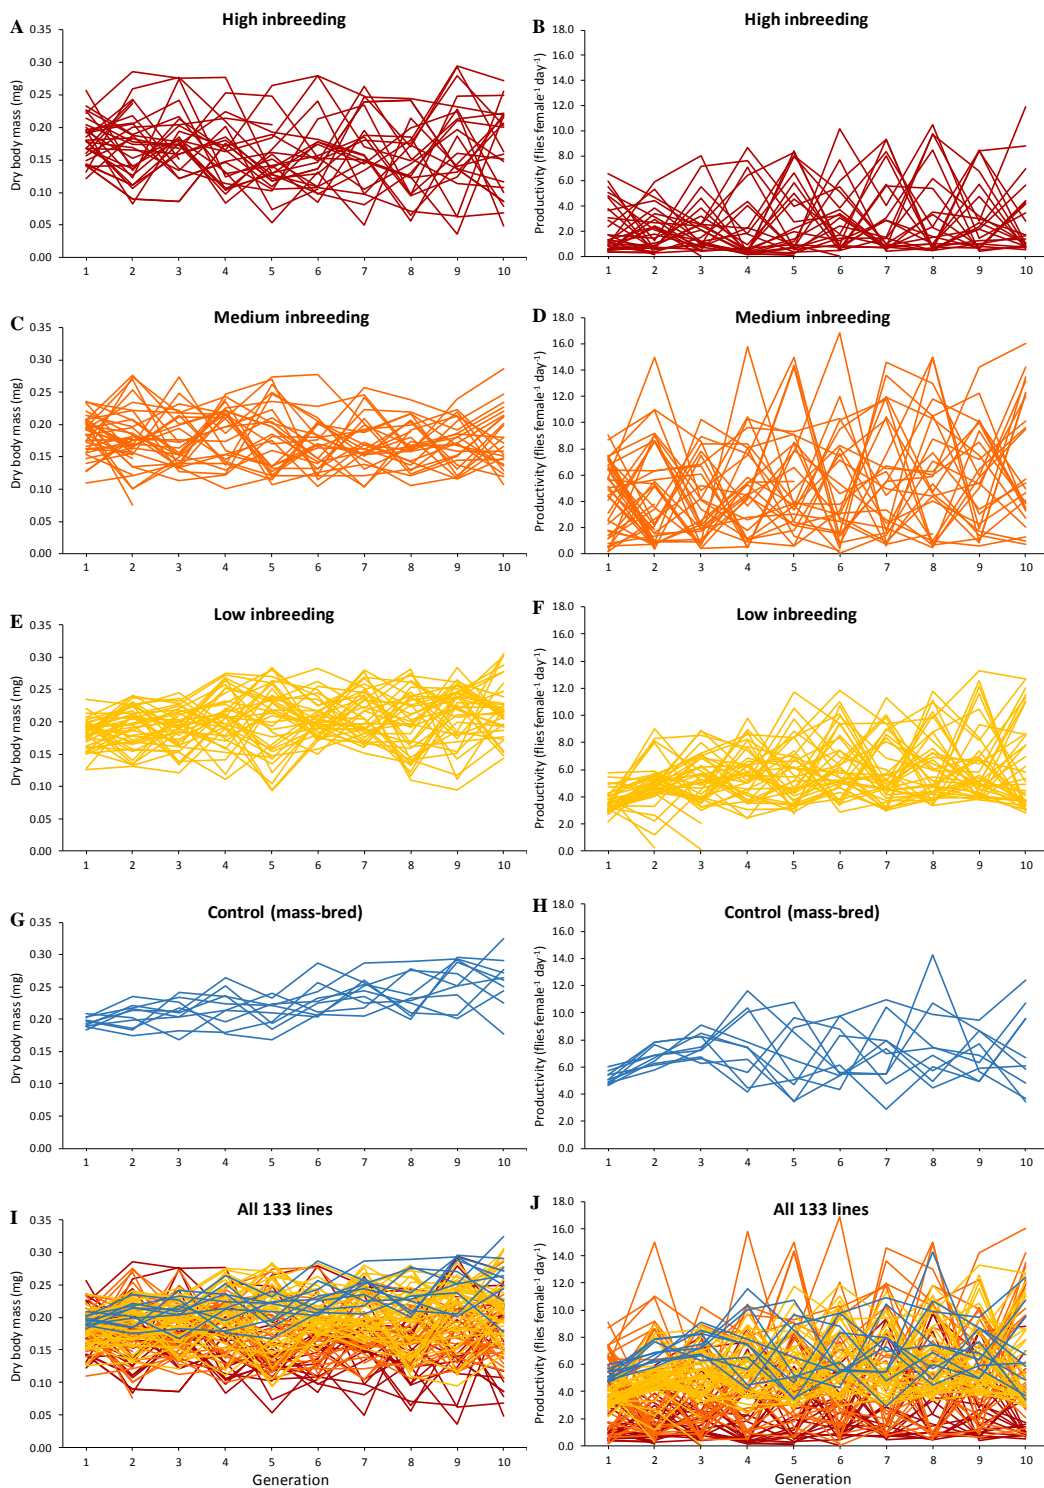 A
High inbreeding
Dry body mass (mg)
0.35
0.30
0.25
0.20
0.15
0.10
0.05
0.00
1 2 3 4 5 6 7 8 9 10
B
High inbreeding
Productivity (flies female⁻¹ day⁻¹)
18.0
16.0
14.0
12.0
10.0
8.0
6.0
4.0
2.0
0.0
1 2 3 4 5 6 7 8 9 10
C
Medium inbreeding
Dry body mass (mg)
0.35
0.30
0.25
0.20
0.15
0.10
0.05
0.00
1 2 3 4 5 6 7 8 9 10
D
Medium inbreeding
Productivity (flies female⁻¹ day⁻¹)
18.0
16.0
14.0
12.0
10.0
8.0
6.0
4.0
2.0
0.0
1 2 3 4 5 6 7 8 9 10
E
Low inbreeding
Dry body mass (mg)
0.35
0.30
0.25
0.20
0.15
0.10
0.05
0.00
1 2 3 4 5 6 7 8 9 10
F
Low inbreeding
Productivity (flies female⁻¹ day⁻¹)
18.0
16.0
14.0
12.0
10.0
8.0
6.0
4.0
2.0
0.0
1 2 3 4 5 6 7 8 9 10
G
Control (mass-bred)
Dry body mass (mg)
0.35
0.30
0.25
0.20
0.15
0.10
0.05
0.00
1 2 3 4 5 6 7 8 9 10
H
Control (mass-bred)
Productivity (flies female⁻¹ day⁻¹)
18.0
16.0
14.0
12.0
10.0
8.0
6.0
4.0
2.0
0.0
1 2 3 4 5 6 7 8 9 10
I
All 133 lines
Dry body mass (mg)
0.35
0.30
0.25
0.20
0.15
0.10
0.05
0.00
1 2 3 4 5 6 7 8 9 10
Generation
J
All 133 lines
Productivity (flies female⁻¹ day⁻¹)
18.0
16.0
14.0
12.0
10.0
8.0
6.0
4.0
2.0
0.0
1 2 3 4 5 6 7 8 9 10
Generation